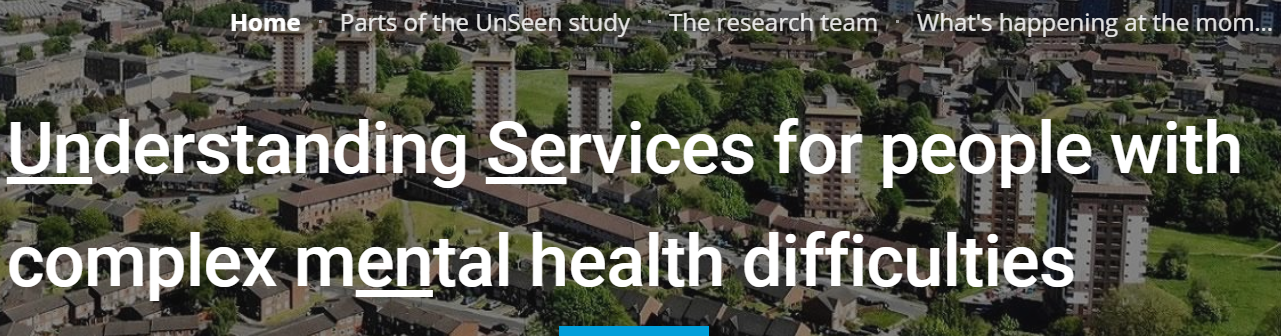 Home · Parts of the UnSeen study · The research team · What's happening at the mom...
Understanding Services for people with
complex mental health difficulties